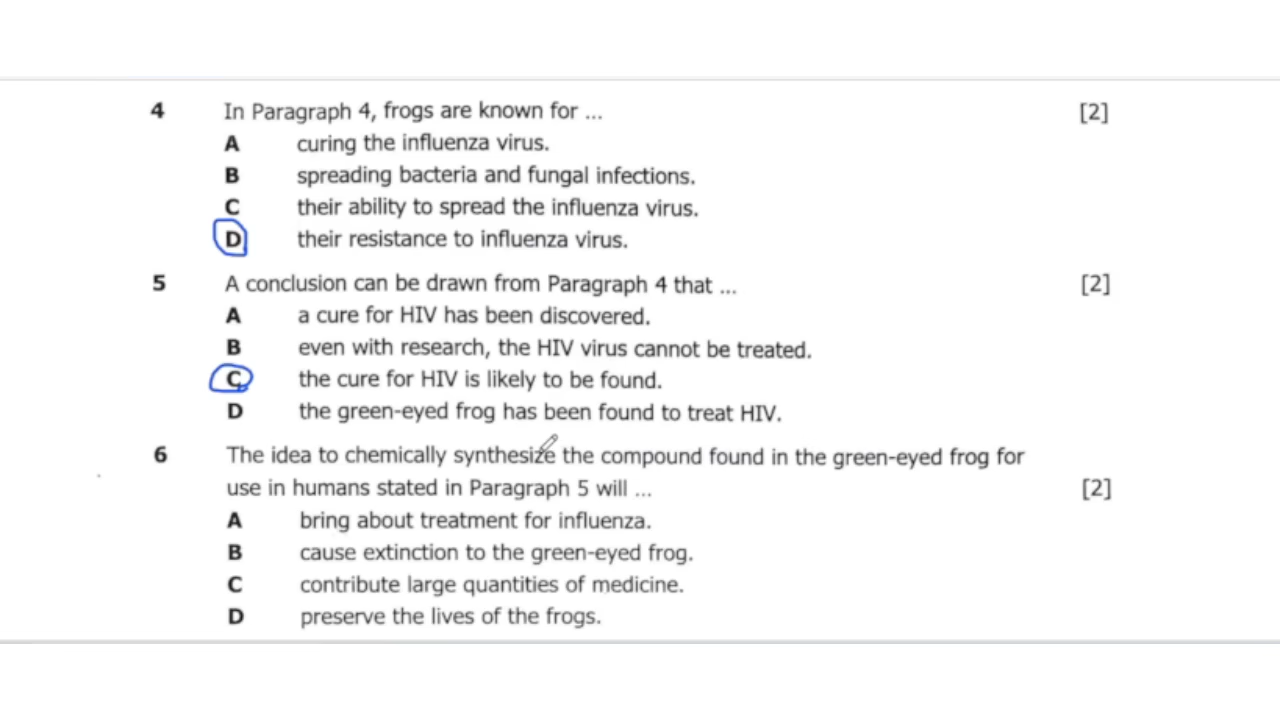 4 In Paragraph 4, frogs are known for ... [2]
A curing the influenza virus.
B spreading bacteria and fungal infections.
C their ability to spread the influenza virus.
D their resistance to influenza virus.
5 A conclusion can be drawn from Paragraph 4 that ... [2]
A a cure for HIV has been discovered.
B even with research, the HIV virus cannot be treated.
C the cure for HIV is likely to be found.
D the green-eyed frog has been found to treat HIV.
6 The idea to chemically synthesize the compound found in the green-eyed frog for
use in humans stated in Paragraph 5 will ... [2]
A bring about treatment for influenza.
B cause extinction to the green-eyed frog.
C contribute large quantities of medicine.
D preserve the lives of the frogs.